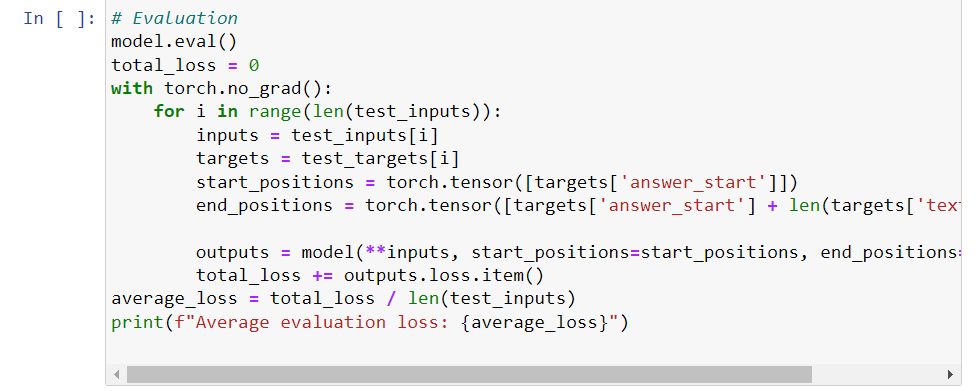 In [ ]: # Evaluation
model.eval()
total_loss = 0
with torch.no_grad():
    for i in range(len(test_inputs)):
        inputs = test_inputs[i]
        targets = test_targets[i]
        start_positions = torch.tensor([targets['answer_start']])
        end_positions = torch.tensor([targets['answer_start'] + len(targets['tex
        outputs = model(**inputs, start_positions=start_positions, end_positions=
        total_loss += outputs.loss.item()
average_loss = total_loss / len(test_inputs)
print(f"Average evaluation loss: {average_loss}")